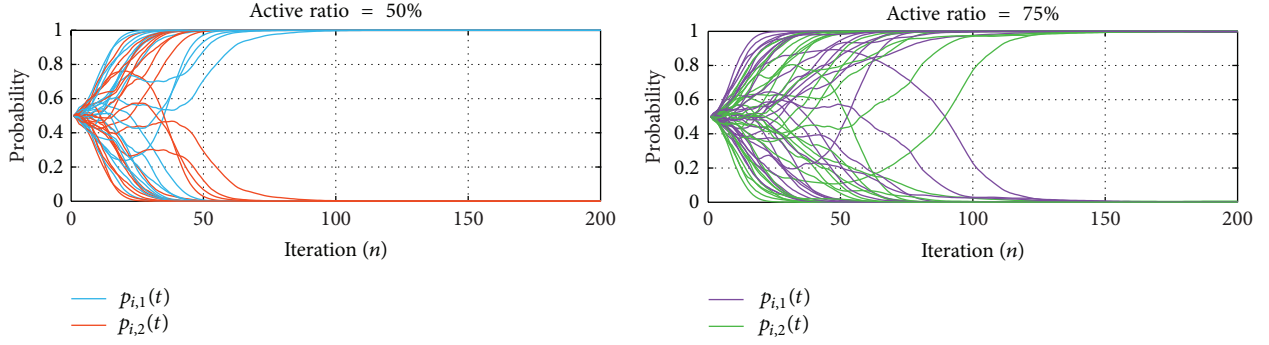 Active ratio = 50%
Probability
1
0.8
0.6
0.4
0.2
0
0 50 100 150 200
Iteration (n)
p_{i,1}(t)
p_{i,2}(t)
Active ratio = 75%
Probability
1
0.8
0.6
0.4
0.2
0
0 50 100 150 200
Iteration (n)
p_{i,1}(t)
p_{i,2}(t)